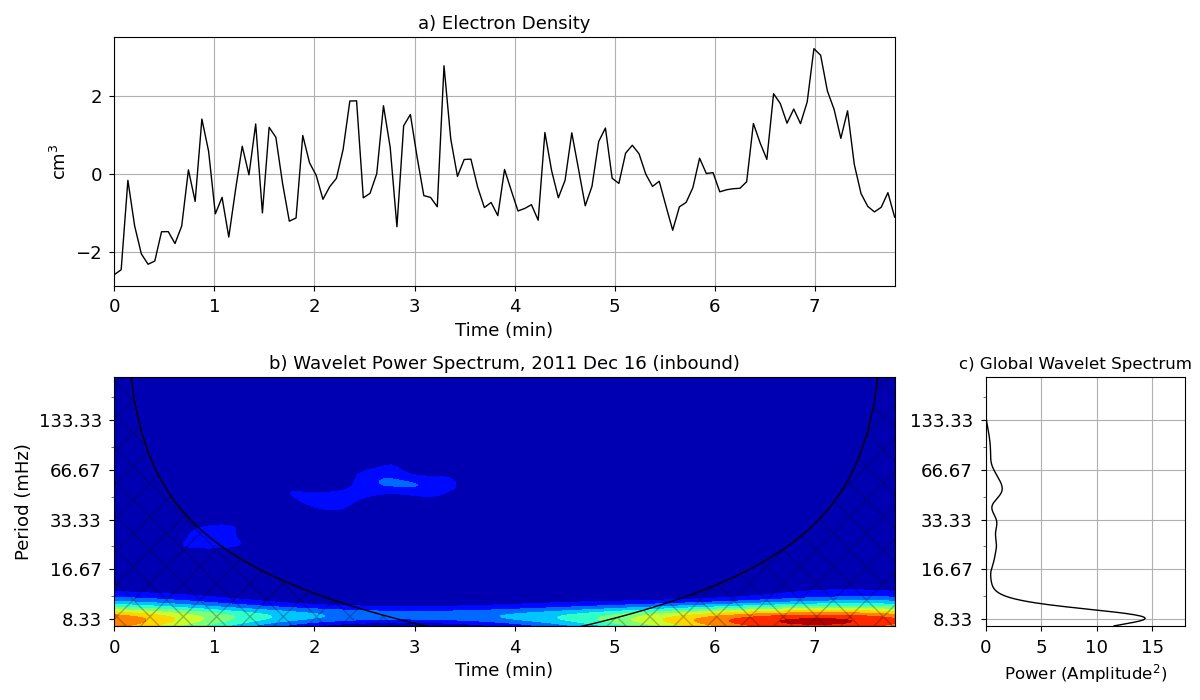 a) Electron Density
cm³
2
0
−2
0 1 2 3 4 5 6 7
Time (min)
b) Wavelet Power Spectrum, 2011 Dec 16 (inbound)
Period (mHz)
133.33
66.67
33.33
16.67
8.33
0 1 2 3 4 5 6 7
Time (min)
c) Global Wavelet Spectrum
133.33
66.67
33.33
16.67
8.33
0 5 10 15
Power (Amplitude²)